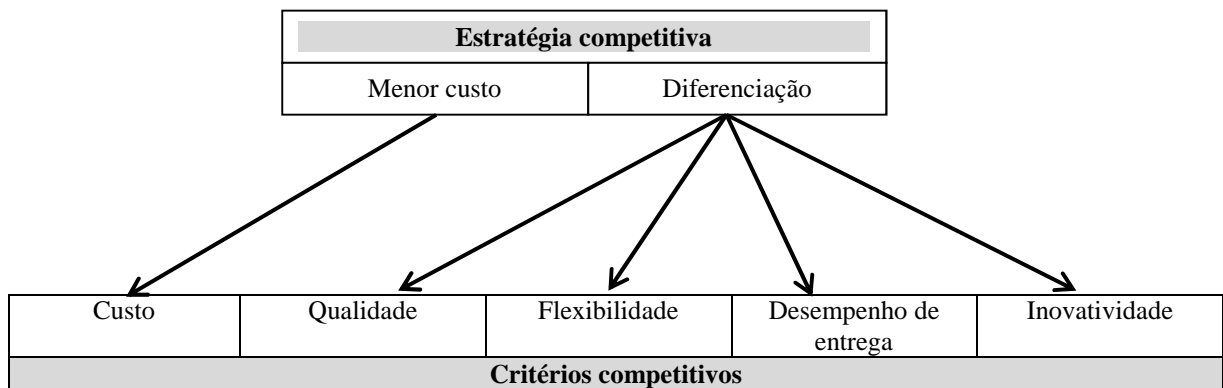 Estratégia competitiva
Menor custo
Diferenciação
Custo
Qualidade
Flexibilidade
Desempenho de
entrega
Inovatividade
Critérios competitivos